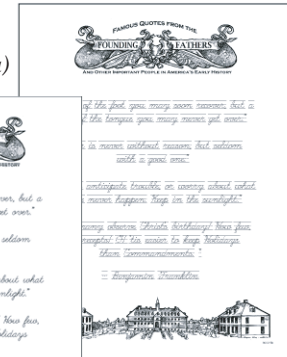 FAMOUS QUOTES FROM THE
FOUNDING FATHERS
AND OTHER IMPORTANT PEOPLE IN AMERICA'S EARLY HISTORY
of the foot you may soon recover, but a
of the tongue you may never get over."
is never without reason, but seldom
with a good one."
anticipate trouble, or worry about what
never happen. Keep in the sunlight."
many observe Christ's birthday! How few,
precepts! O! 'tis easier to keep Holidays
than Commandments."
Benjamin Franklin
ver, but a
et over."
seldom
about what
nlight."
How few,
olidays